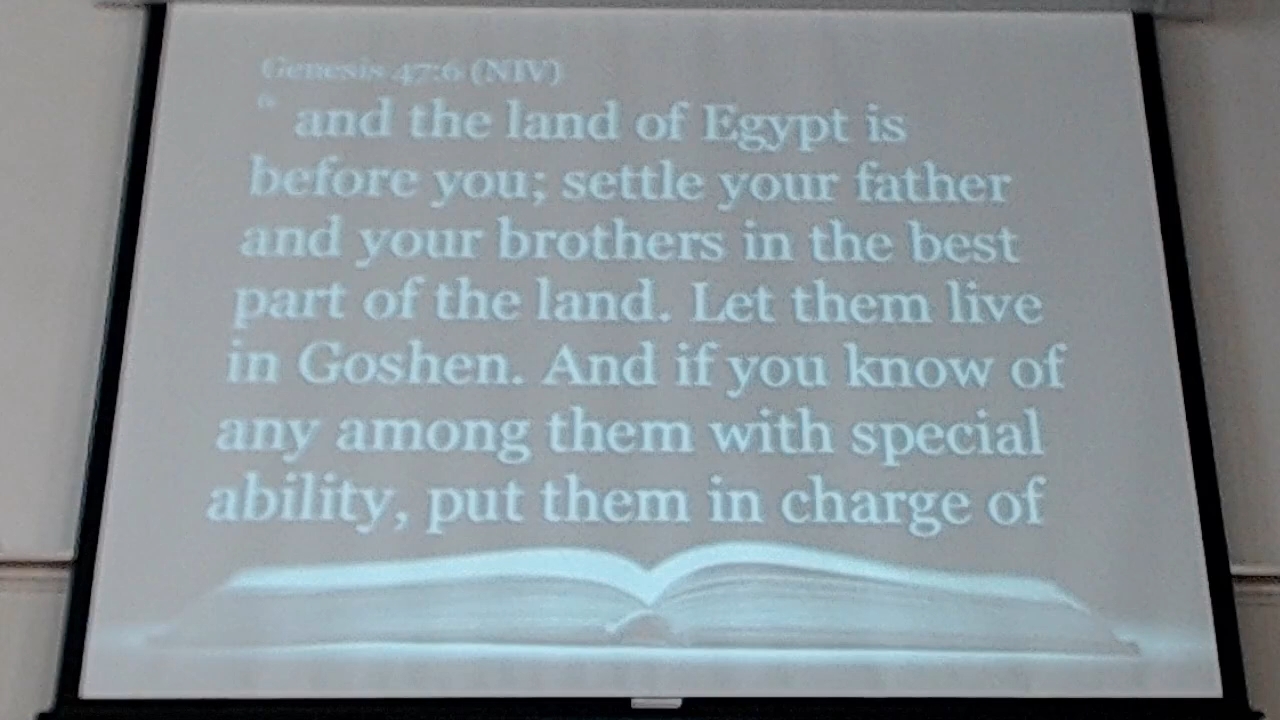 Genesis 47:6 (NIV)
6 and the land of Egypt is
before you; settle your father
and your brothers in the best
part of the land. Let them live
in Goshen. And if you know of
any among them with special
ability, put them in charge of